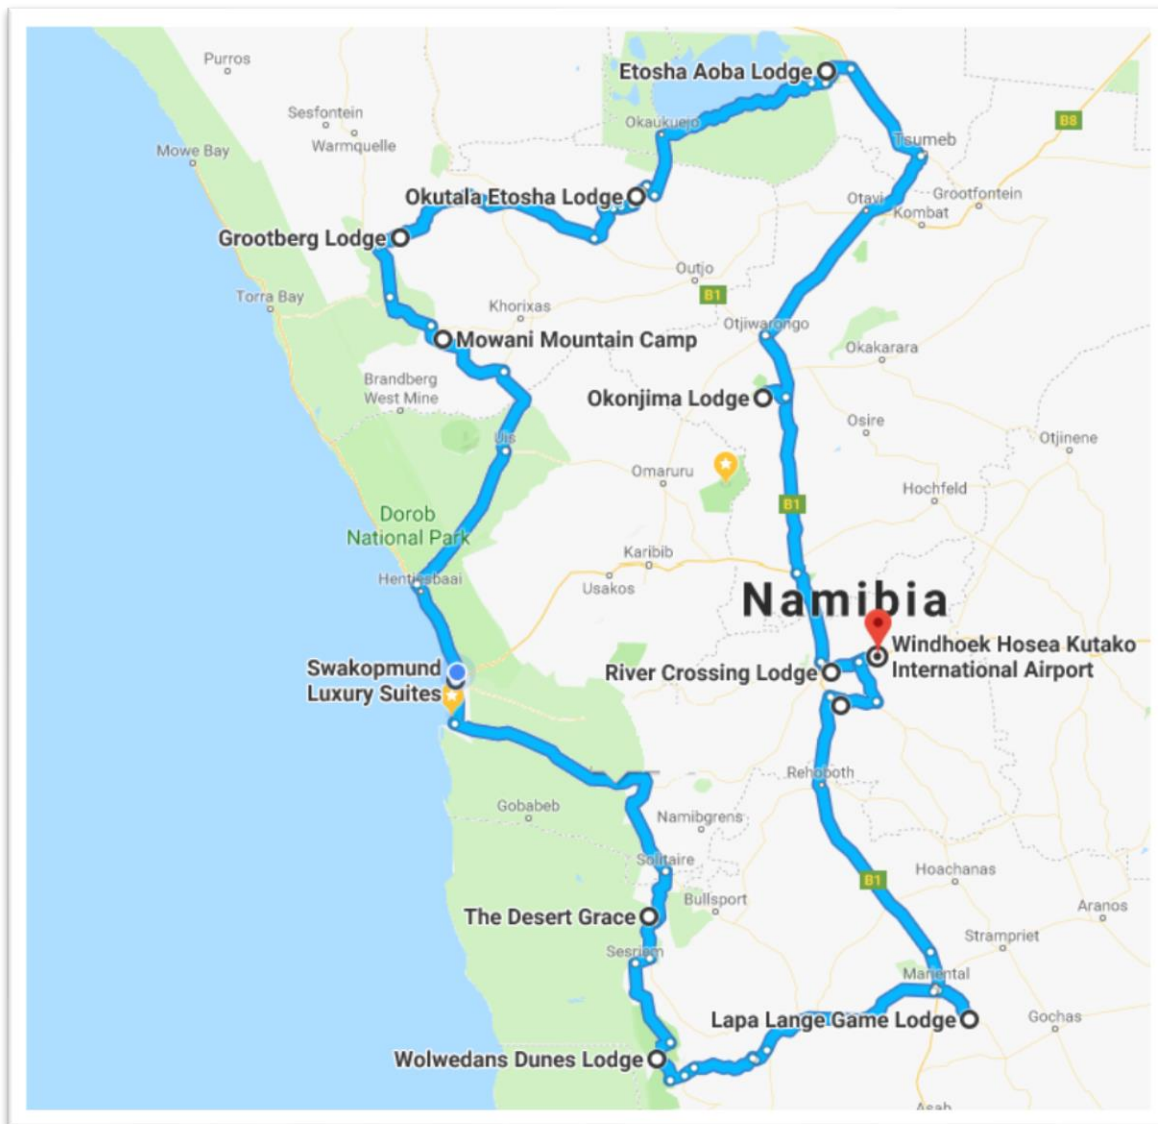 Purros
Etosha Aoba Lodge
Sesfontein
B8
Okaukuejo
Warmquelle
Tsumeb
Mowe Bay
Okutala Etosha Lodge
Otavi
Grootfontein
Kombat
Grootberg Lodge
Outjo
Torra Bay
B1
Khorixas
Otjiwarongo
Mowani Mountain Camp
Okakarara
Brandberg
West Mine
Okonjima Lodge
Osire
Uis
Otjinene
Omaruru
Hochfeld
B1
Dorob
National Park
Karibib
Hentiesbaai
Usakos
Namibia
Windhoek Hosea Kutako
International Airport
Swakopmund
Luxury Suites
River Crossing Lodge
Rehoboth
Gobabeb
Namibgrens
Solitaire
Hoachanas
B1
Bullsport
Aranos
The Desert Grace
Strampriet
Sesriem
Mariental
Lapa Lange Game Lodge
Gochas
Wolwedans Dunes Lodge
Asab